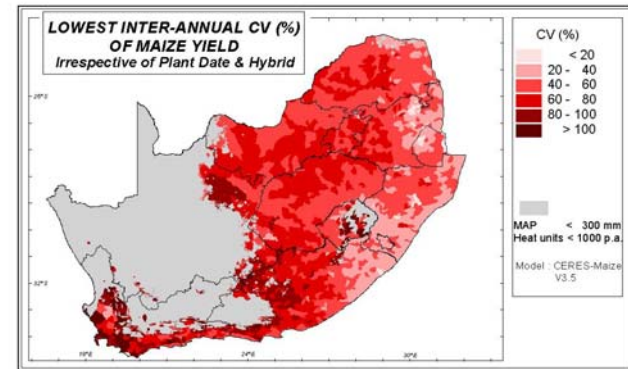 LOWEST INTER-ANNUAL CV (%)
OF MAIZE YIELD
Irrespective of Plant Date & Hybrid
CV (%)
< 20
20 - 40
40 - 60
60 - 80
80 - 100
> 100
MAP < 300 mm
Heat units < 1000 p.a.
Model : CERES-Maize
V3.5